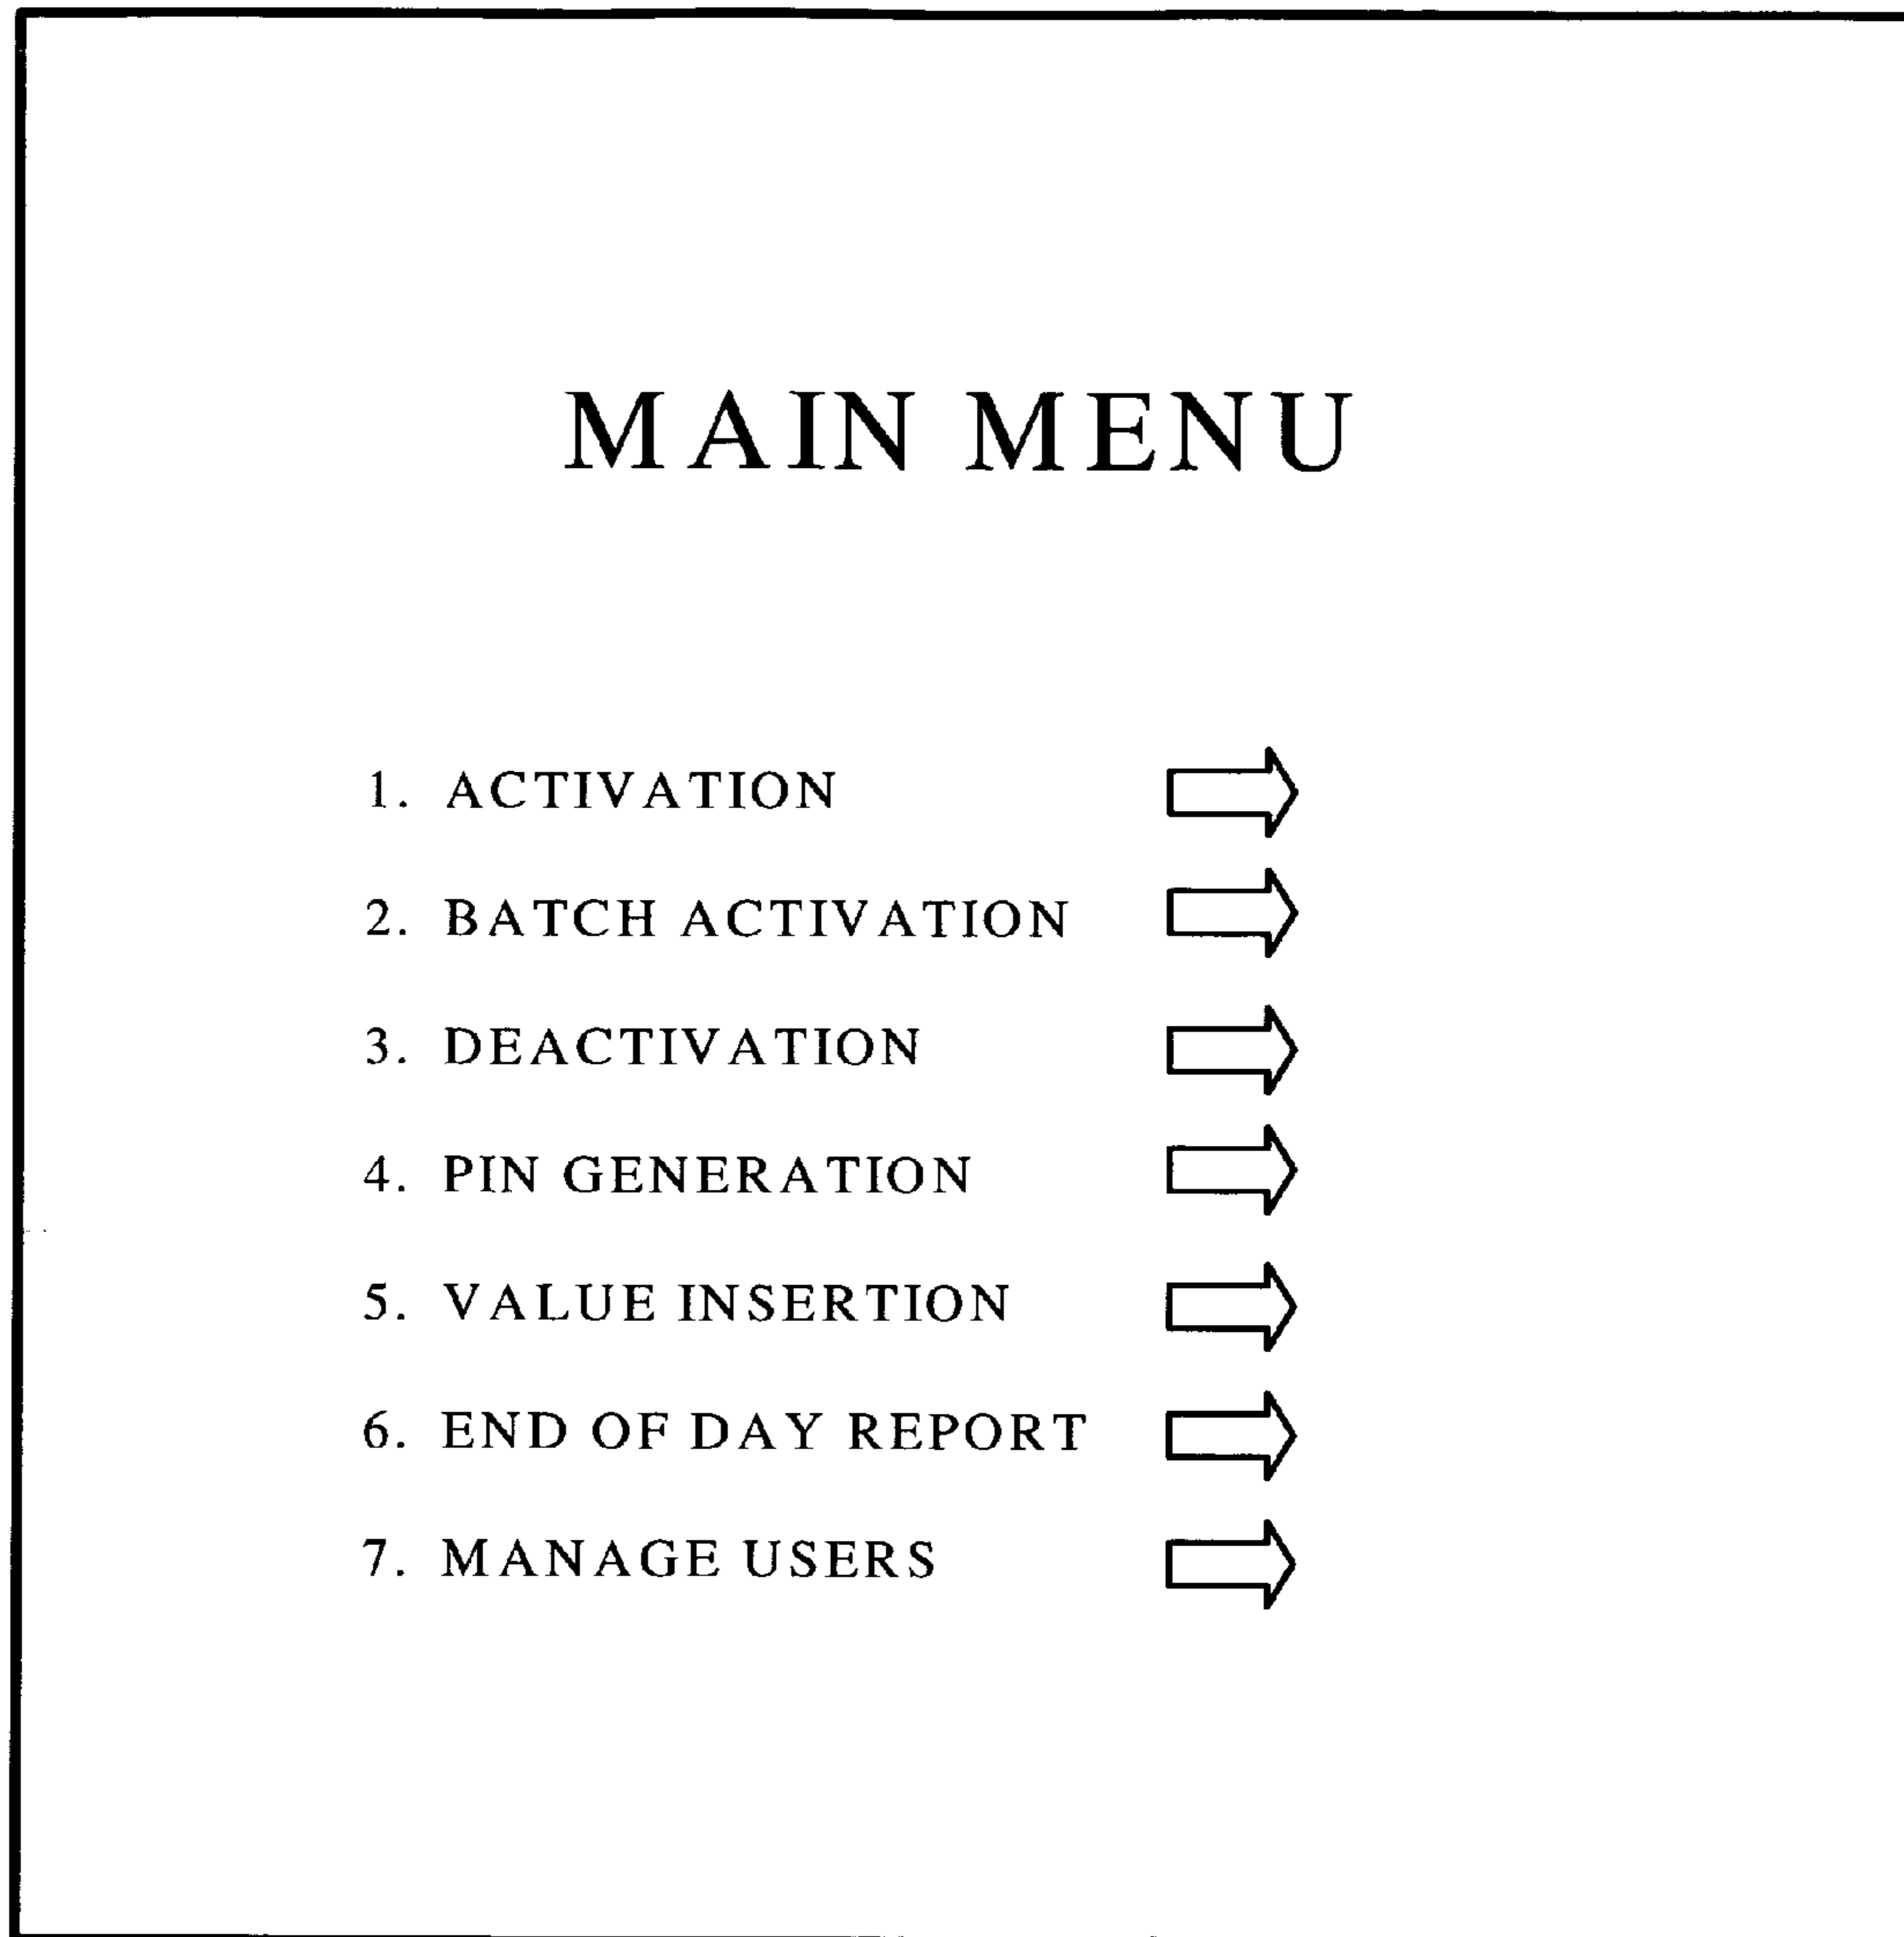 MAIN MENU
1. ACTIVATION
2. BATCH ACTIVATION
3. DEACTIVATION
4. PIN GENERATION
5. VALUE INSERTION
6. END OF DAY REPORT
7. MANAGE USERS